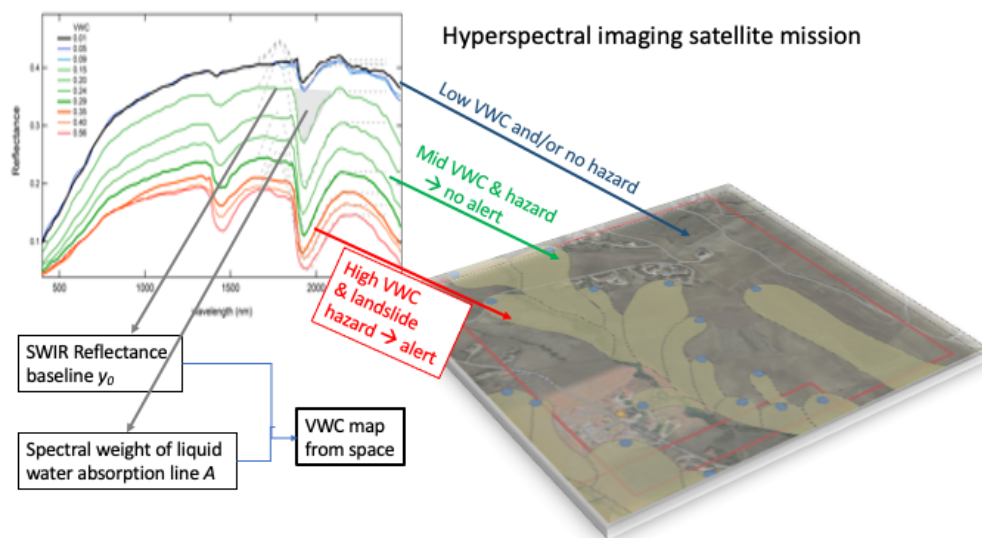 Hyperspectral imaging satellite mission
VWC
0.01
0.05
0.09
0.15
0.20
0.24
0.29
0.35
0.40
0.56
Reflectance
0.4
0.3
0.2
0.1
500
1000
1500
2000
wavelength (nm)
Low VWC and/or no hazard
Mid VWC & hazard
→ no alert
High VWC
& landslide
hazard → alert
SWIR Reflectance
baseline y₀
Spectral weight of liquid
water absorption line A
VWC map
from space